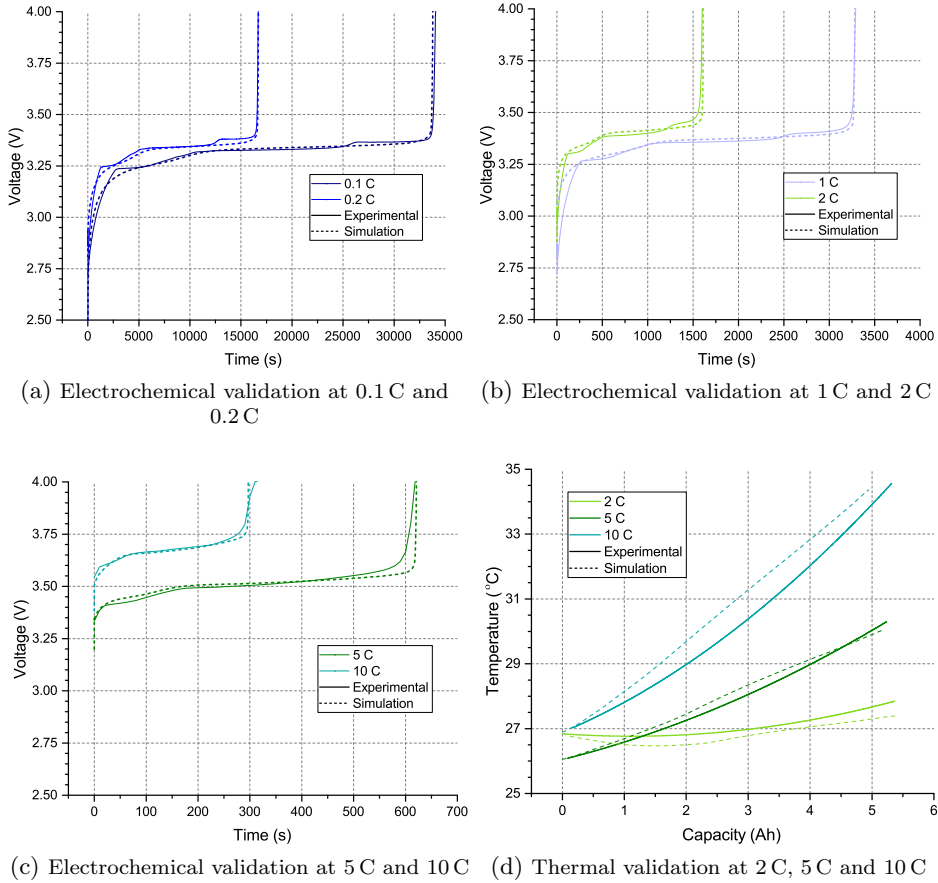 4.00
3.75
3.50
3.25
3.00
2.75
2.50
Voltage (V)
0.1 C
0.2 C
Experimental
Simulation
0 5000 10000 15000 20000 25000 30000 35000
Time (s)
(a) Electrochemical validation at 0.1 C and
0.2 C
4.00
3.75
3.50
3.25
3.00
2.75
2.50
Voltage (V)
1 C
2 C
Experimental
Simulation
0 500 1000 1500 2000 2500 3000 3500 4000
Time (s)
(b) Electrochemical validation at 1 C and 2 C
4.00
3.75
3.50
3.25
3.00
2.75
2.50
Voltage (V)
5 C
10 C
Experimental
Simulation
0 100 200 300 400 500 600 700
Time (s)
(c) Electrochemical validation at 5 C and 10 C
35
33
31
29
27
25
Temperature (°C)
2 C
5 C
10 C
Experimental
Simulation
0 1 2 3 4 5 6
Capacity (Ah)
(d) Thermal validation at 2 C, 5 C and 10 C